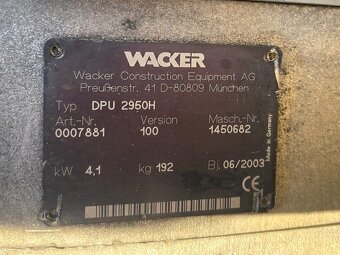 WACKER
Wacker Construction Equipment AG
Preußenstr. 41 D-80809 München
Typ DPU 2950H
Art.-Nr. Version Masch.-Nr.
0007881 100 1450682
kW 4,1 kg 192 Bj. 06/2003
Made in Germany
CE